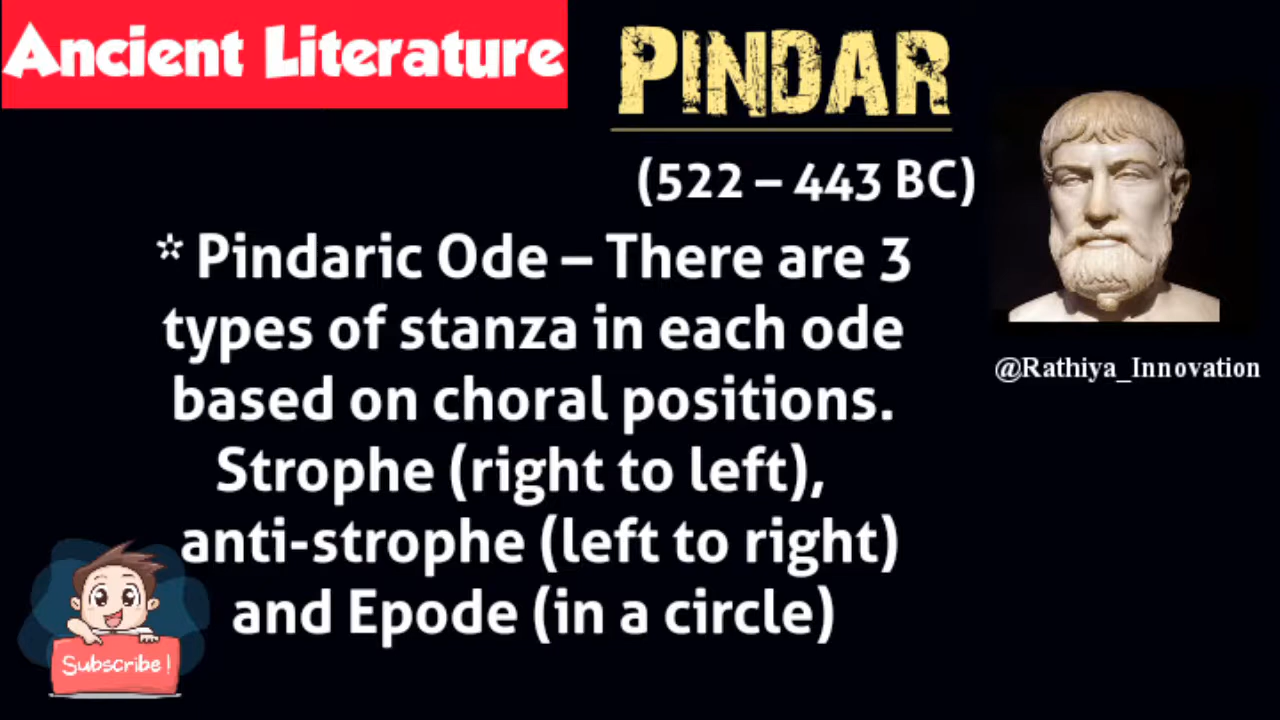 Ancient Literature
PINDAR
(522 – 443 BC)
* Pindaric Ode – There are 3
types of stanza in each ode
based on choral positions.
Strophe (right to left),
anti-strophe (left to right)
and Epode (in a circle)
@Rathiya_Innovation
Subscribe!